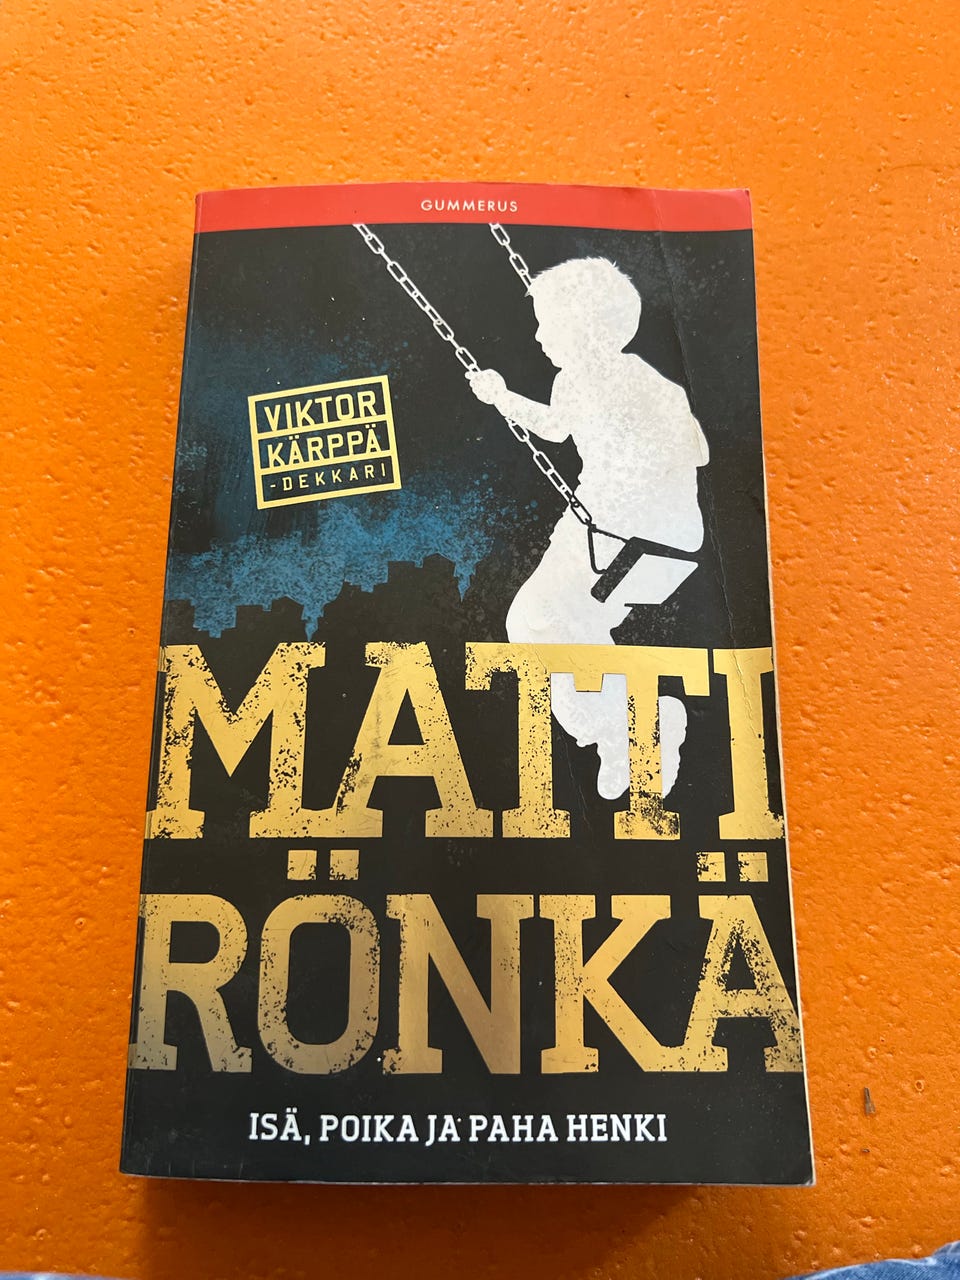 GUMMERUS
VIKTOR
KÄRPPÄ
-DEKKARI
MATTI
RÖNKÄ
ISÄ, POIKA JA PAHA HENKI